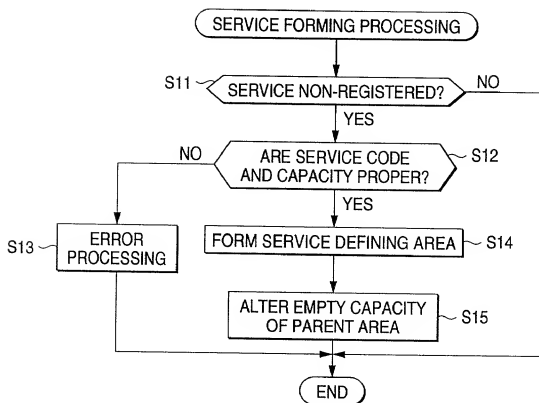 SERVICE FORMING PROCESSING
S11
SERVICE NON-REGISTERED?
NO
YES
NO
ARE SERVICE CODE
AND CAPACITY PROPER?
S12
YES
S13
ERROR
PROCESSING
FORM SERVICE DEFINING AREA
S14
ALTER EMPTY CAPACITY
OF PARENT AREA
S15
END